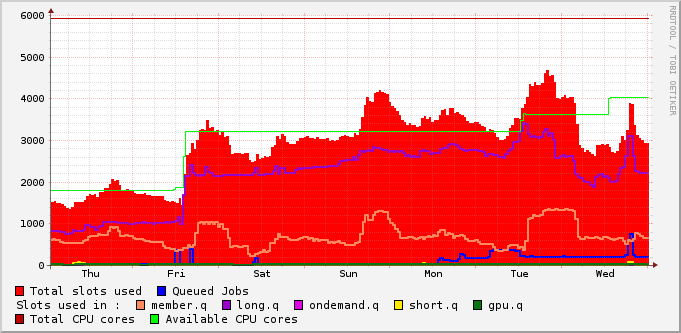 RRDTOOL / TOBI OETIKER
6000
5000
4000
3000
2000
1000
0
Thu Fri Sat Sun Mon Tue Wed
Total slots used Queued Jobs
Slots used in : member.q long.q ondemand.q short.q gpu.q
Total CPU cores Available CPU cores